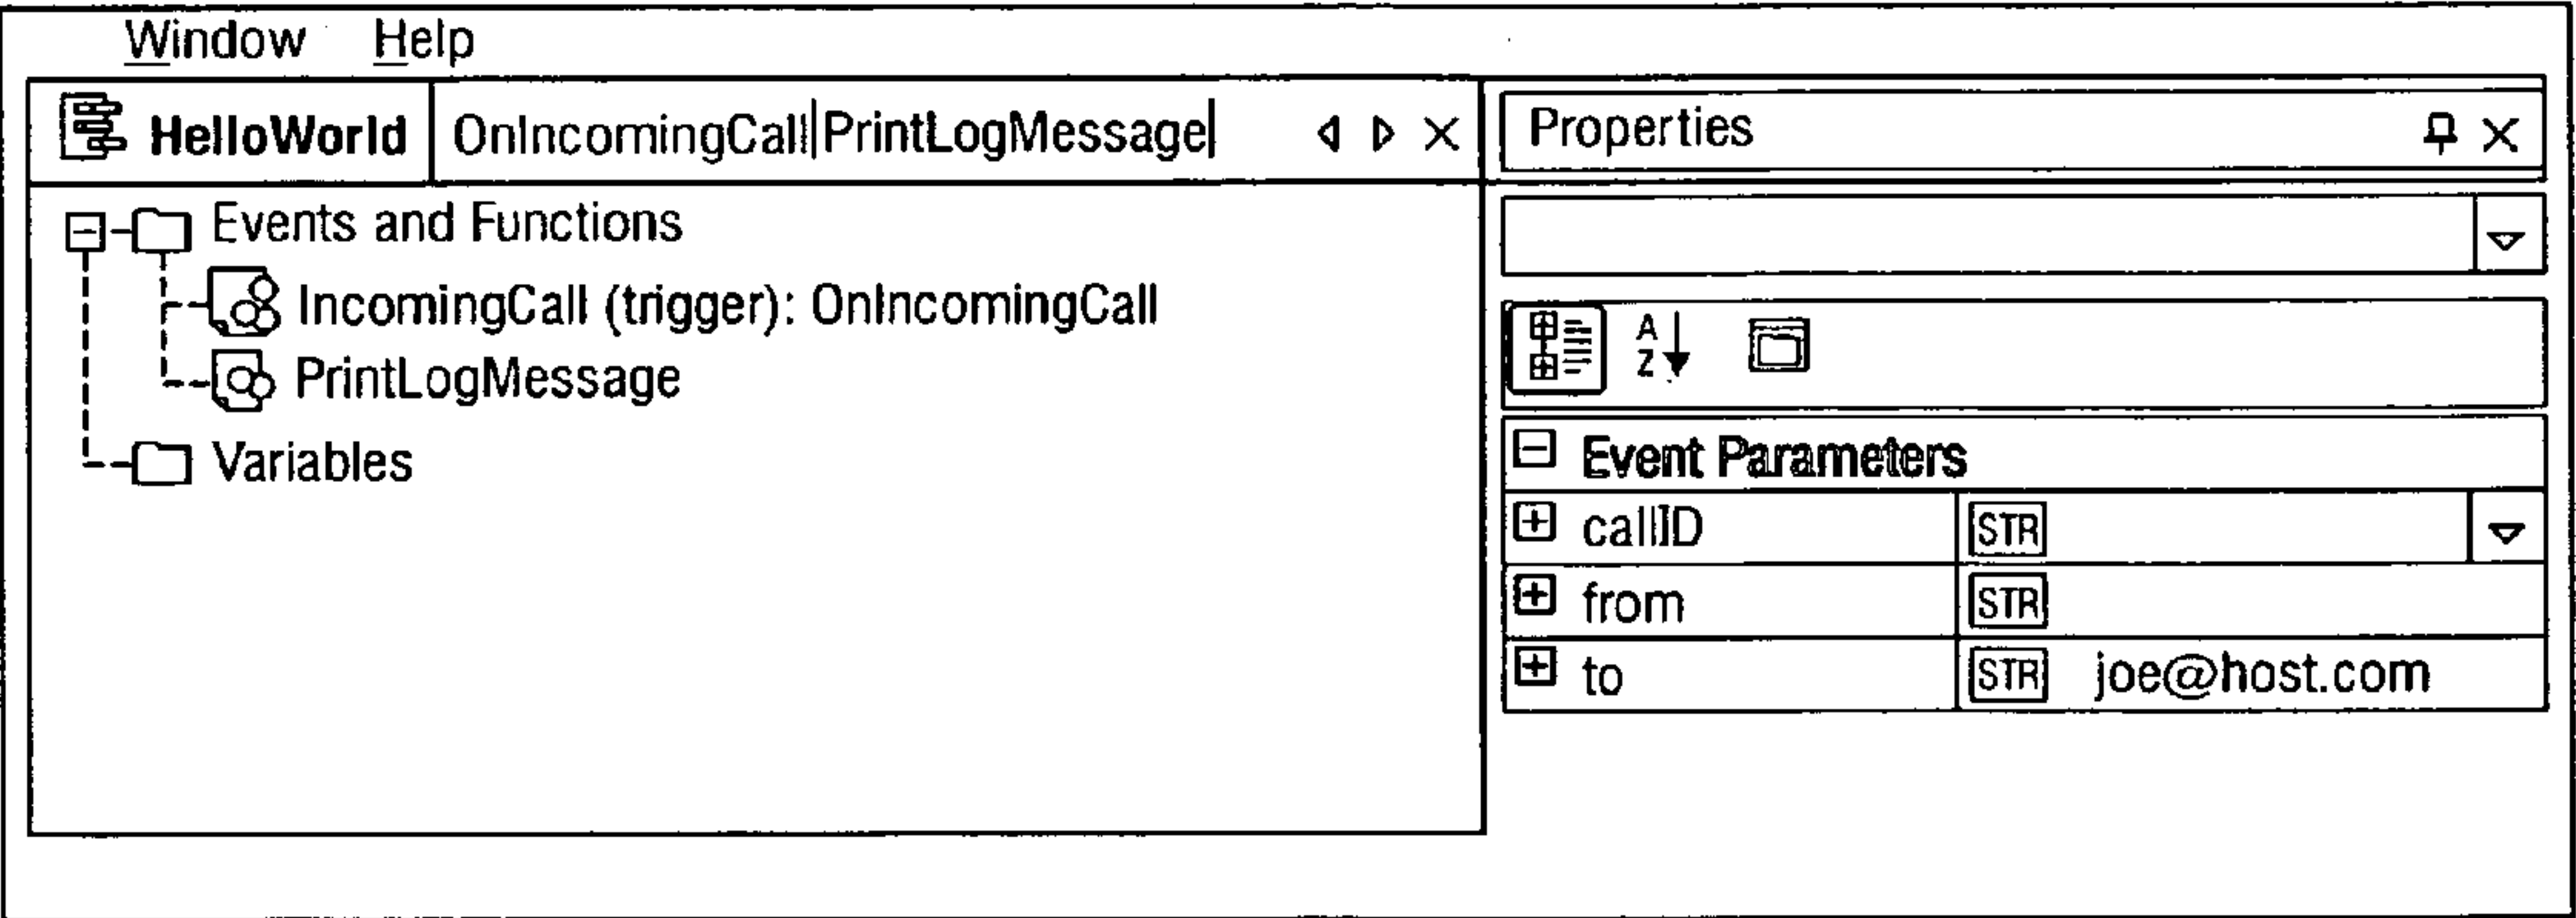 Window Help
HelloWorld OnIncomingCall PrintLogMessage
Events and Functions
IncomingCall (trigger): OnIncomingCall
PrintLogMessage
Variables
Properties
A
Z
Event Parameters
callID STR
from STR
to STR joe@host.com